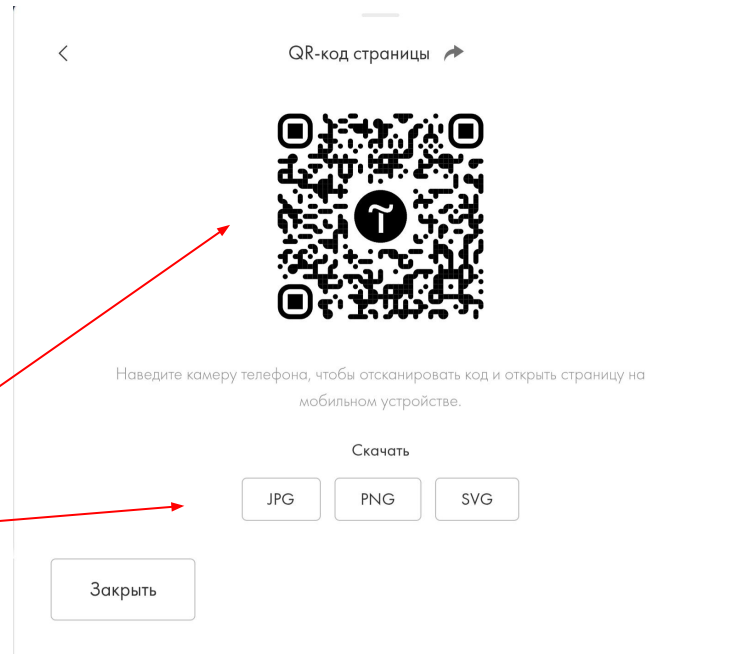 QR-код страницы
Наведите камеру телефона, чтобы отсканировать код и открыть страницу на
мобильном устройстве.
Скачать
JPG PNG SVG
Закрыть